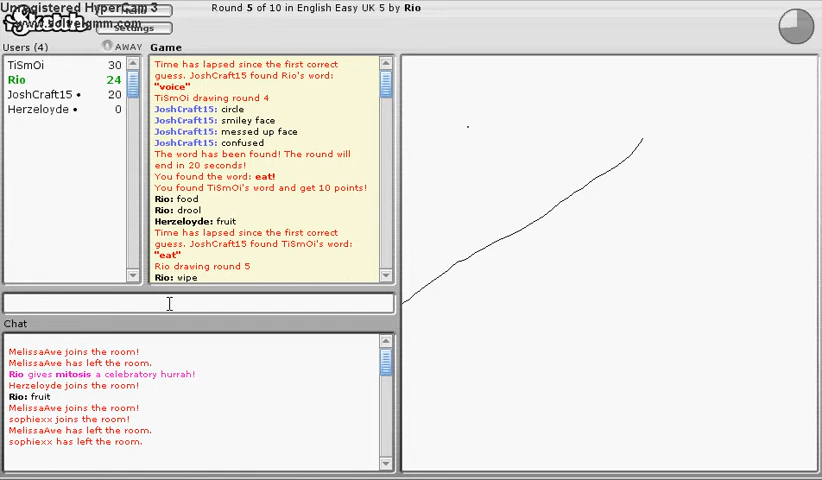 Unregistered HyperCam 3
www.solveigmm.com
Settings
Round 5 of 10 in English Easy UK 5 by Rio
Users (4)
AWAY
Game
TiSmOi 30
Rio 24
JoshCraft15 • 20
Herzeloyde • 0
Time has lapsed since the first correct
guess. JoshCraft15 found Rio's word:
"voice"
TiSmOi drawing round 4
JoshCraft15: circle
JoshCraft15: smiley face
JoshCraft15: messed up face
JoshCraft15: confused
The word has been found! The round will
end in 20 seconds!
You found the word: eat!
You found TiSmOi's word and get 10 points!
Rio: food
Rio: drool
Herzeloyde: fruit
Time has lapsed since the first correct
guess. JoshCraft15 found TiSmOi's word:
"eat"
Rio drawing round 5
Rio: wipe
Chat
MelissaAwe joins the room!
MelissaAwe has left the room.
Rio gives mitosis a celebratory hurrah!
Herzeloyde joins the room!
Rio: fruit
MelissaAwe joins the room!
sophiexx joins the room!
MelissaAwe has left the room.
sophiexx has left the room.